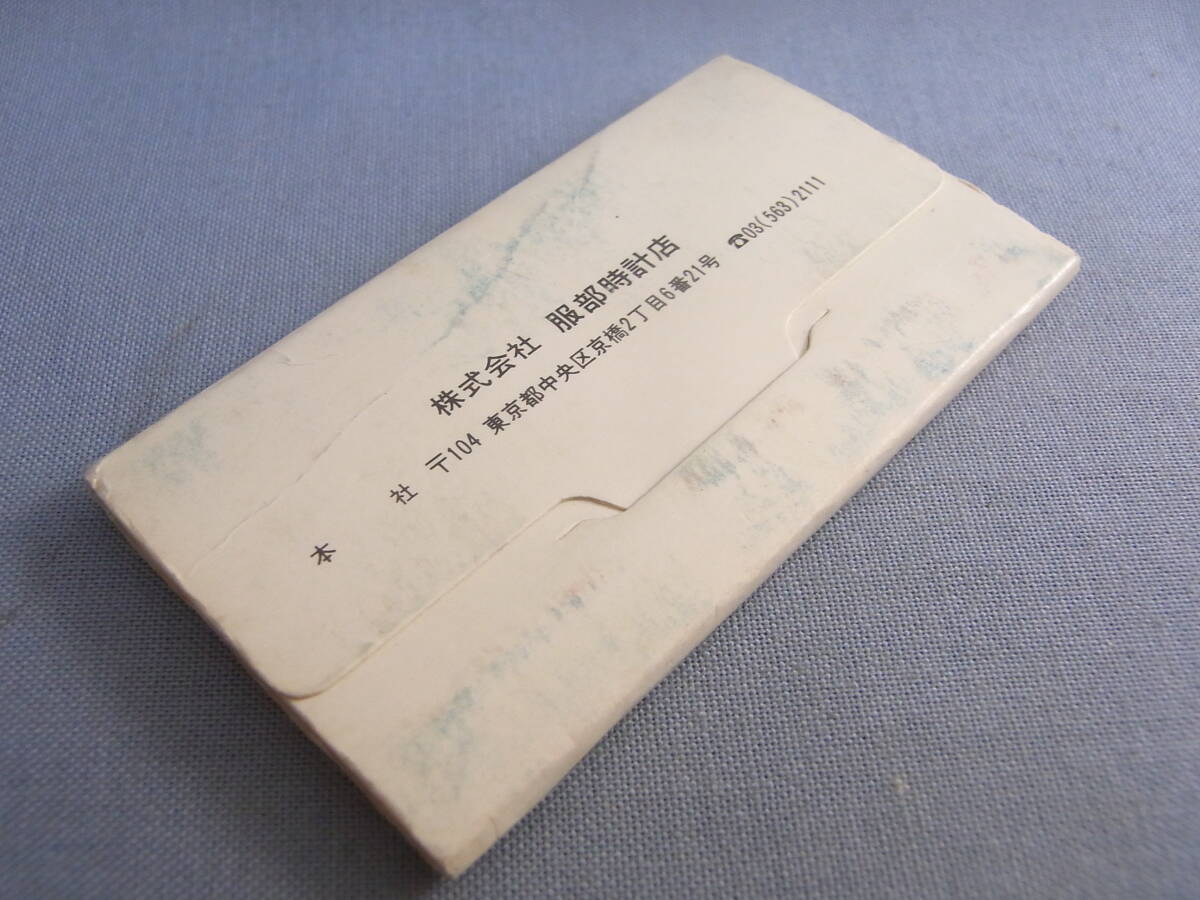 株式会社 服部時計店
本社 〒104 東京都中央区京橋2丁目6番21号 ☎03(563)2111